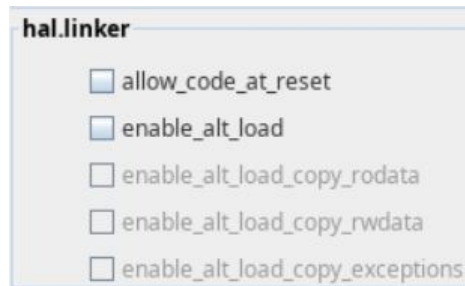 hal.linker
allow_code_at_reset
enable_alt_load
enable_alt_load_copy_rodata
enable_alt_load_copy_rwdata
enable_alt_load_copy_exceptions